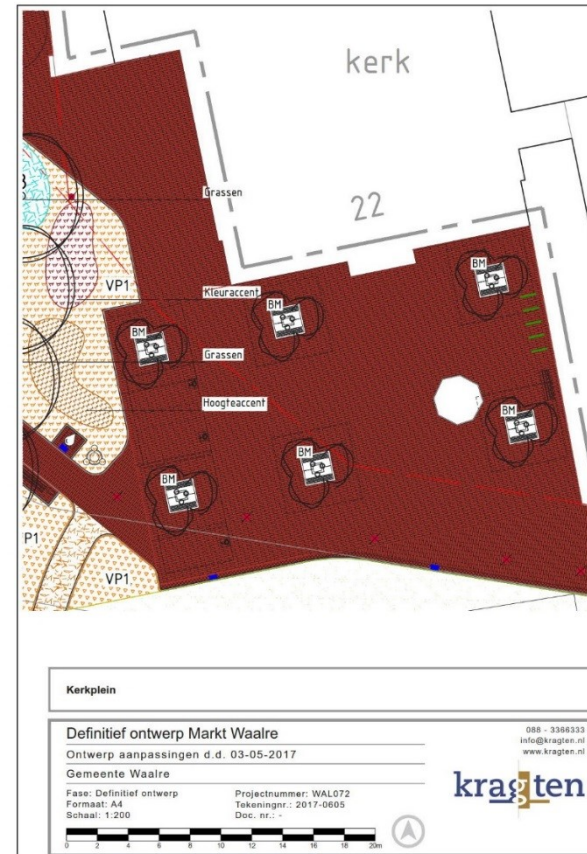 kerk
22
Grassen
VP1
Kleuraccent
BM
BM
BM
Grassen
Hoogteaccent
BM
BM
BM
P1
VP1
Kerkplein
Definitief ontwerp Markt Waalre
Ontwerp aanpassingen d.d. 03-05-2017
Gemeente Waalre
Fase: Definitief ontwerp
Formaat: A4
Schaal: 1:200
Projectnummer: WAL072
Tekeningnr.: 2017-0605
Doc. nr.: -
0 2 4 6 8 10 12 14 16 18 20m
088 - 3366333
info@kragten.nl
www.kragten.nl
kragten